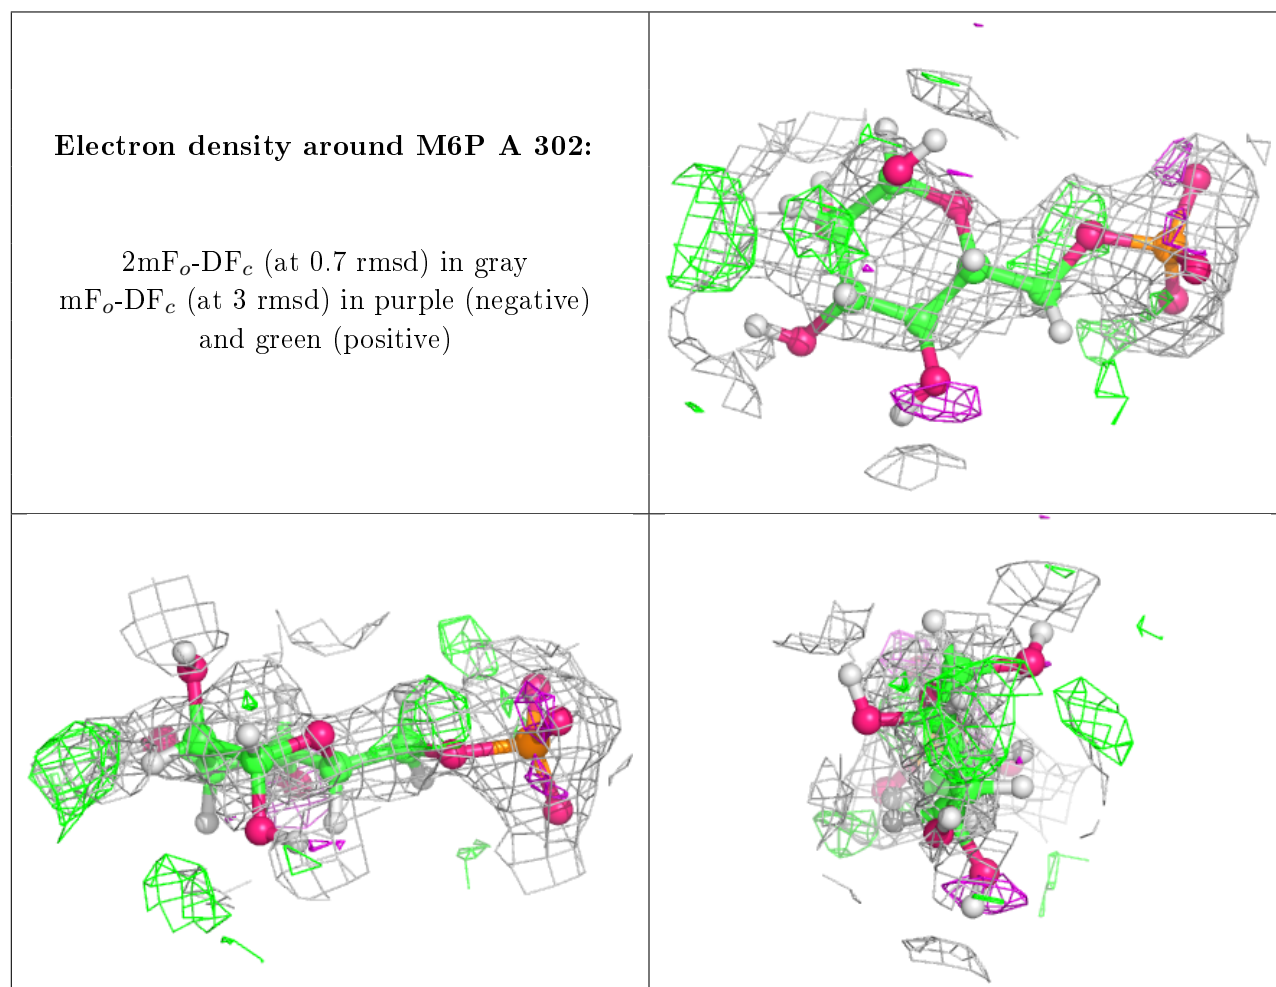 Electron density around M6P A 302:
2mFo-DFc (at 0.7 rmsd) in gray
mFo-DFc (at 3 rmsd) in purple (negative)
and green (positive)